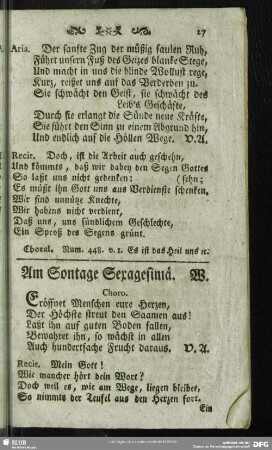 17
Aria. Der sanfte Zug der müßig faulen Ruh,
Führt unsern Fuß des Geizes blanke Stege,
Und macht in uns die blinde Wollust rege,
Kurz, reißet uns auf das Verderben zu.
Sie schwächt den Geist, sie schwächt des
Leib's Geschäfte,
Durch sie erlangt die Sünde neue Kräfte,
Sie führt den Sinn zu einem Abgrund hin,
Und endlich auf die Höllen Wege. V.A.
Recit. Doch, ist die Arbeit auch geschehn,
Und kömmts, daß wir dabey den Segen Gottes
So laßt uns nicht gedenken: (sehn;
Es müßt ihn Gott uns aus Verdienste schenken.
Wir sind unnütze Knechte,
Wir habens nicht verdient,
Daß uns, uns sündlichem Geschlechte,
Ein Sproß des Segens grünt.
Choral. Num. 448. v. 1. Es ist das Heil uns ꝛc.
Am Sontage Sexagesimä. W.
Choro.
Eröffnet Menschen eure Herzen,
Der Höchste streut den Saamen aus!
Laßt ihn auf guten Boden fallen,
Bewahret ihn, so wächst in allen
Auch hundertfache Frucht daraus. V.A.
Recit. Mein Gott!
Wie mancher hört dein Wort?
Doch weil es, wie am Wege, liegen bleibet,
So nimmts der Teufel aus den Herzen fort.
Ein
SLUB
DFG